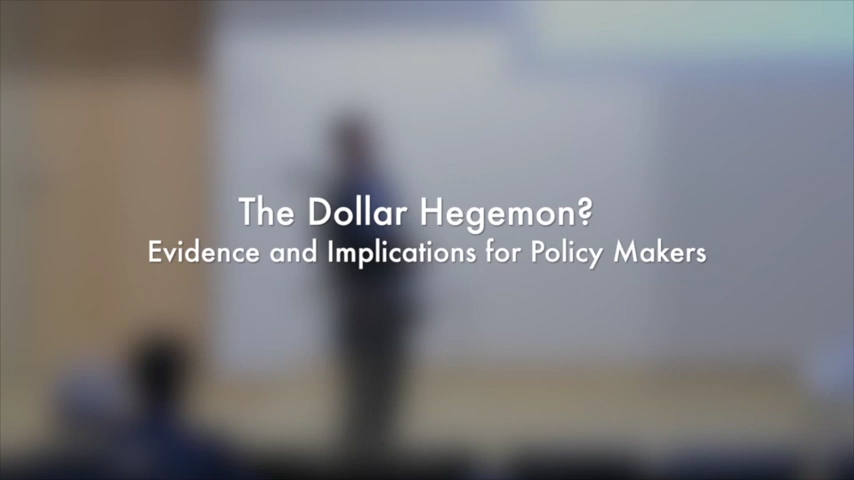 The Dollar Hegemon?
Evidence and Implications for Policy Makers